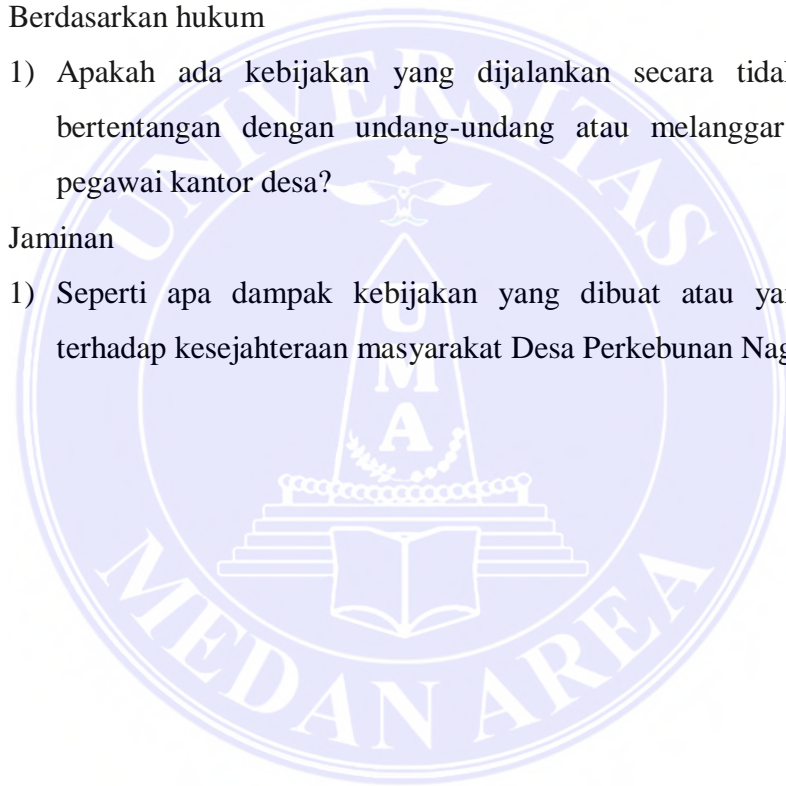 Berdasarkan hukum
1) Apakah ada kebijakan yang dijalankan secara
bertentangan dengan undang-undang atau melanggar
pegawai kantor desa?
Jaminan
1) Seperti apa dampak kebijakan yang dibuat atau
terhadap kesejahteraan masyarakat Desa Perkebunan
UNIVERSITAS
UMA
MEDAN AREA